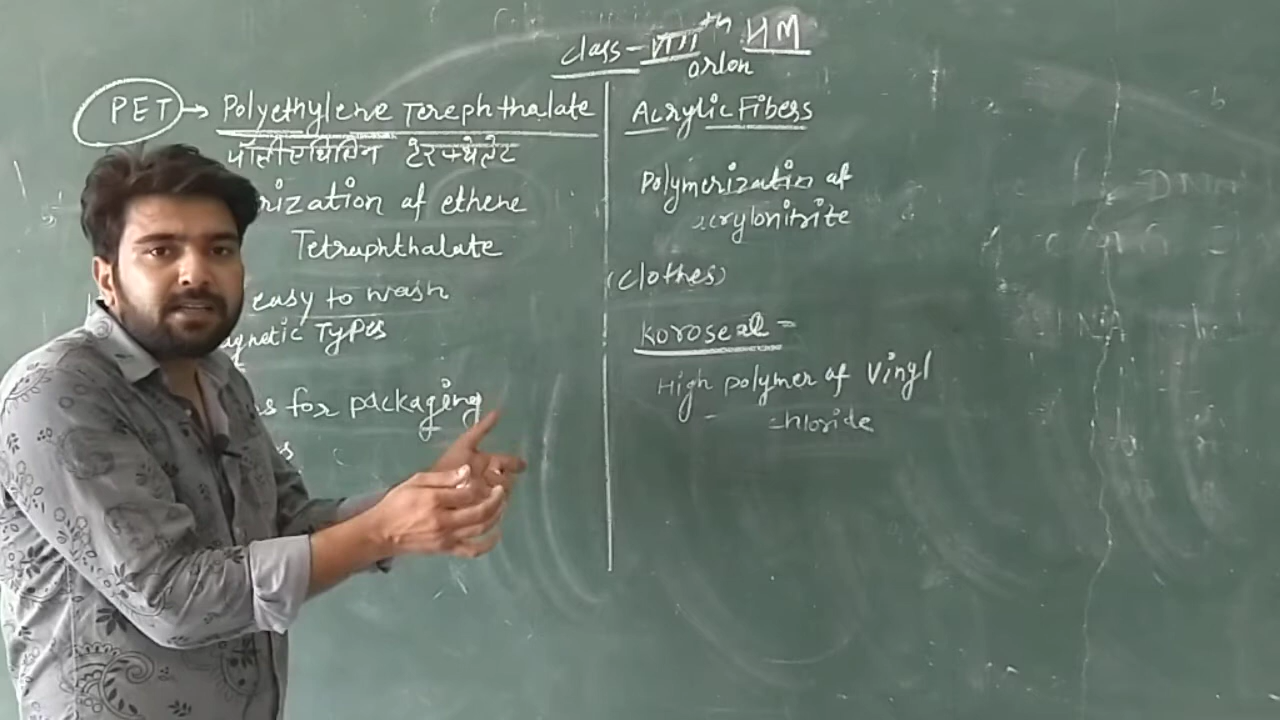 class - VIII th HM
PET → Polyethylene Terephthalate
पॉलीएथिलिन टेरेफ्थेलेट
rization of ethene
Tetraphthalate
easy to wash
gnetic Types
for packaging
orlon
Acrylic Fibers
Polymerization of
acrylonitrite
(clothes)
Koroseal =
High polymer of Vinyl
- chloride